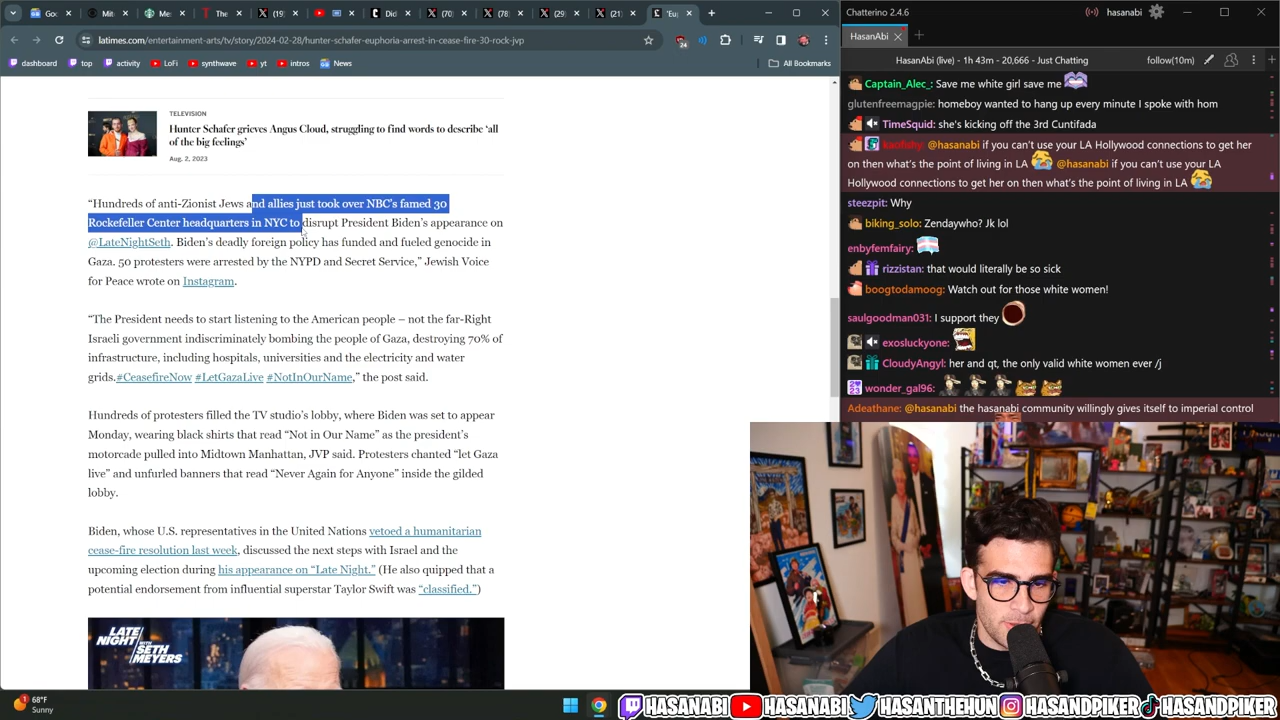 Goo
Mit
Me
The
(19)
Did
(70)
(78)
(29)
(21)
'Eup
latimes.com/entertainment-arts/tv/story/2024-02-28/hunter-schafer-euphoria-arrest-in-cease-fire-30-rock-jvp
24
dashboard
top
activity
LoFi
synthwave
yt
intros
News
All Bookmarks
TELEVISION
Hunter Schafer grieves Angus Cloud, struggling to find words to describe ‘all
of the big feelings’
Aug. 2, 2023
“Hundreds of anti-Zionist Jews and allies just took over NBC’s famed 30
Rockefeller Center headquarters in NYC to disrupt President Biden’s appearance on
@LateNightSeth. Biden’s deadly foreign policy has funded and fueled genocide in
Gaza. 50 protesters were arrested by the NYPD and Secret Service,” Jewish Voice
for Peace wrote on Instagram.
“The President needs to start listening to the American people – not the far-Right
Israeli government indiscriminately bombing the people of Gaza, destroying 70% of
infrastructure, including hospitals, universities and the electricity and water
grids.#CeasefireNow #LetGazaLive #NotInOurName,” the post said.
Hundreds of protesters filled the TV studio’s lobby, where Biden was set to appear
Monday, wearing black shirts that read “Not in Our Name” as the president’s
motorcade pulled into Midtown Manhattan, JVP said. Protesters chanted “let Gaza
live” and unfurled banners that read “Never Again for Anyone” inside the gilded
lobby.
Biden, whose U.S. representatives in the United Nations vetoed a humanitarian
cease-fire resolution last week, discussed the next steps with Israel and the
upcoming election during his appearance on “Late Night.” (He also quipped that a
potential endorsement from influential superstar Taylor Swift was “classified.”)
LATE
NIGHT WITH
SETH
MEYERS
Chatterino 2.4.6
hasanabi
HasanAbi
HasanAbi (live) - 1h 43m - 20,666 - Just Chatting
follow(10m)
Captain_Alec_: Save me white girl save me
glutenfreemagpie: homeboy wanted to hang up every minute I spoke with hom
TimeSquid: she's kicking off the 3rd Cuntifada
kaofishy: @hasanabi if you can't use your LA Hollywood connections to get her
on then what's the point of living in LA @hasanabi if you can't use your LA
Hollywood connections to get her on then what's the point of living in LA
steezpit: Why
biking_solo: Zendaywho? Jk lol
enbyfemfairy:
rizzistan: that would literally be so sick
boogtodamoog: Watch out for those white women!
saulgoodman031: I support they
exosluckyone:
CloudyAngyl: her and qt, the only valid white women ever /j
wonder_gal96:
Adeathane: @hasanabi the hasanabi community willingly gives itself to imperial control
1
68°F
Sunny
HASANABI
HASANABI
HASANTHEHUN
HASANDPIKER
HASANDPIKER